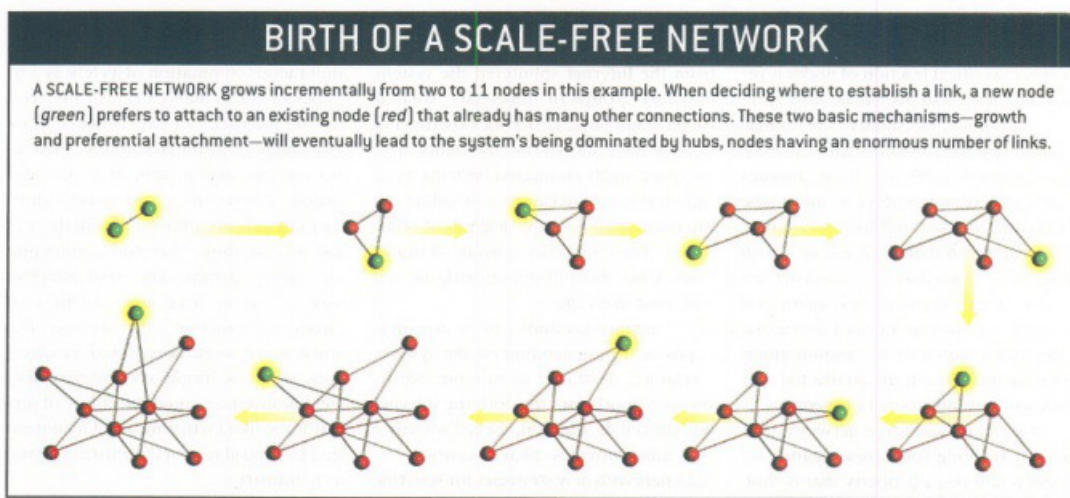 BIRTH OF A SCALE-FREE NETWORK
A SCALE-FREE NETWORK grows incrementally from two to 11 nodes in this example. When deciding where to establish a link, a new node
(green) prefers to attach to an existing node (red) that already has many other connections. These two basic mechanisms—growth
and preferential attachment—will eventually lead to the system's being dominated by hubs, nodes having an enormous number of links.